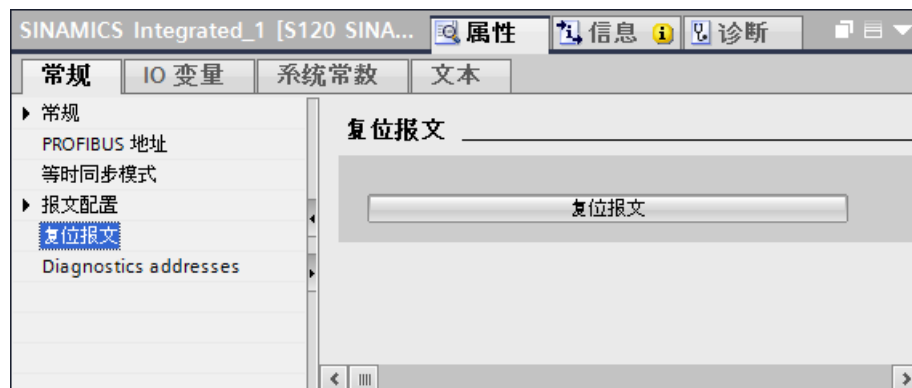 SINAMICS Integrated_1 [S120 SINA... 属性 信息 诊断
常规 IO 变量 系统常数 文本
常规
PROFIBUS 地址
等时同步模式
报文配置
复位报文
Diagnostics addresses
复位报文
复位报文